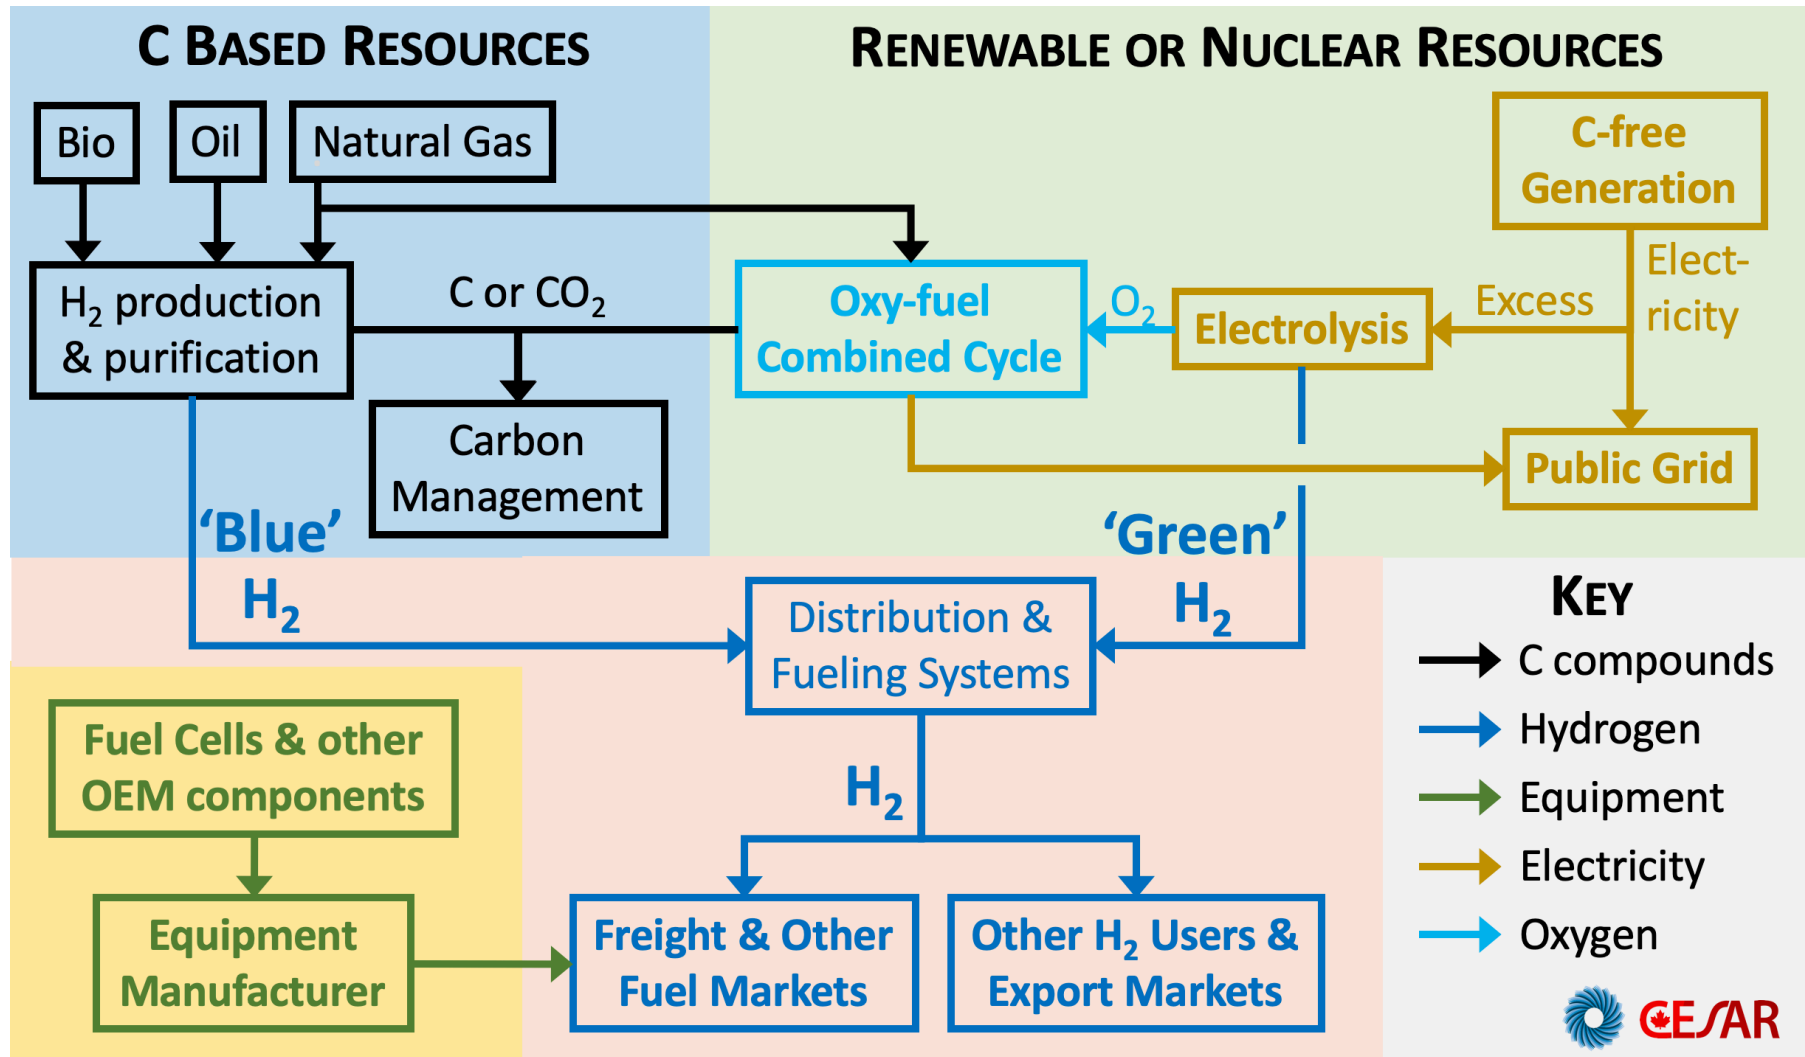 C BASED RESOURCES
RENEWABLE OR NUCLEAR RESOURCES
Bio
Oil
Natural Gas
C-free
Generation
H₂ production
& purification
C or CO₂
Oxy-fuel
Combined Cycle
O₂
Electrolysis
Excess
Elect-
ricity
Carbon
Management
Public Grid
‘Blue’
H₂
‘Green’
H₂
Distribution &
Fueling Systems
H₂
Fuel Cells & other
OEM components
Equipment
Manufacturer
Freight & Other
Fuel Markets
Other H₂ Users &
Export Markets
KEY
C compounds
Hydrogen
Equipment
Electricity
Oxygen
CESAR